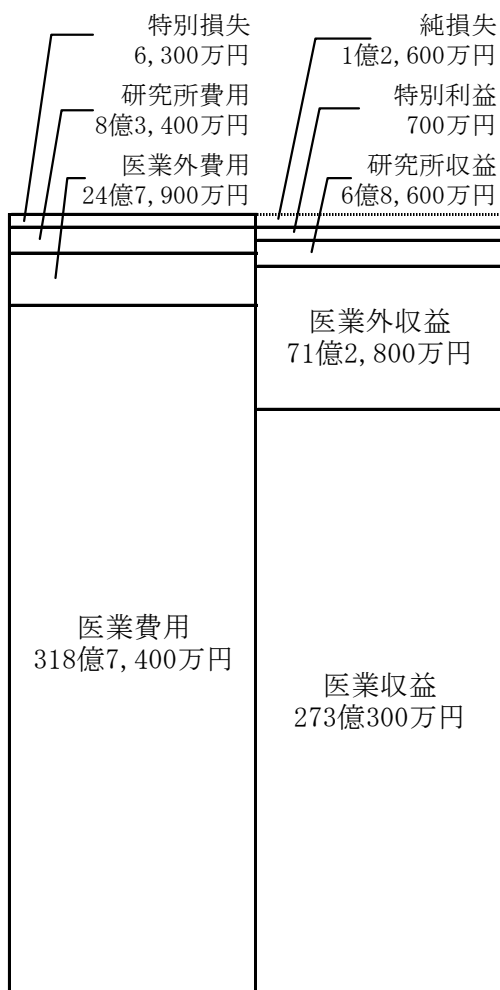 特別損失
6,300万円
研究所費用
8億3,400万円
医業外費用
24億7,900万円
医業費用
318億7,400万円
純損失
1億2,600万円
特別利益
700万円
研究所収益
6億8,600万円
医業外収益
71億2,800万円
医業収益
273億300万円